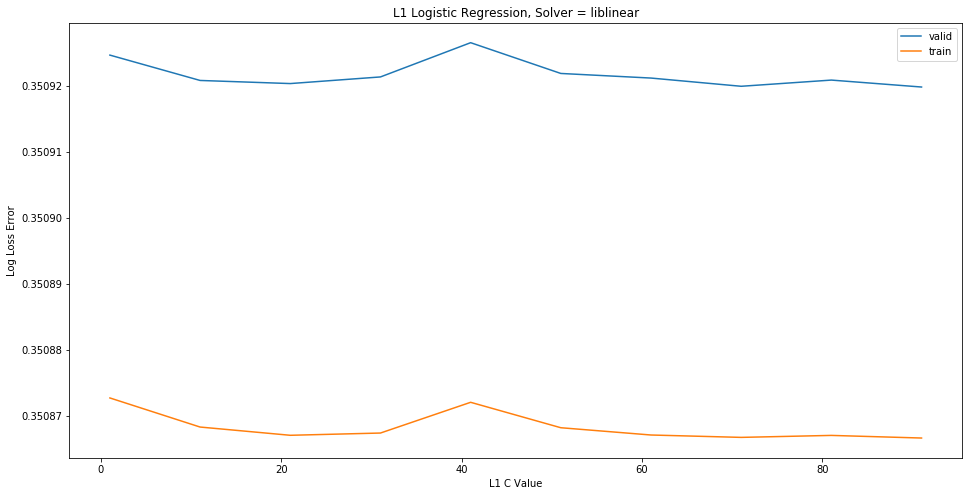 L1 Logistic Regression, Solver = liblinear
valid
train
0.35092
0.35091
0.35090
0.35089
0.35088
0.35087
Log Loss Error
0 20 40 60 80
L1 C Value